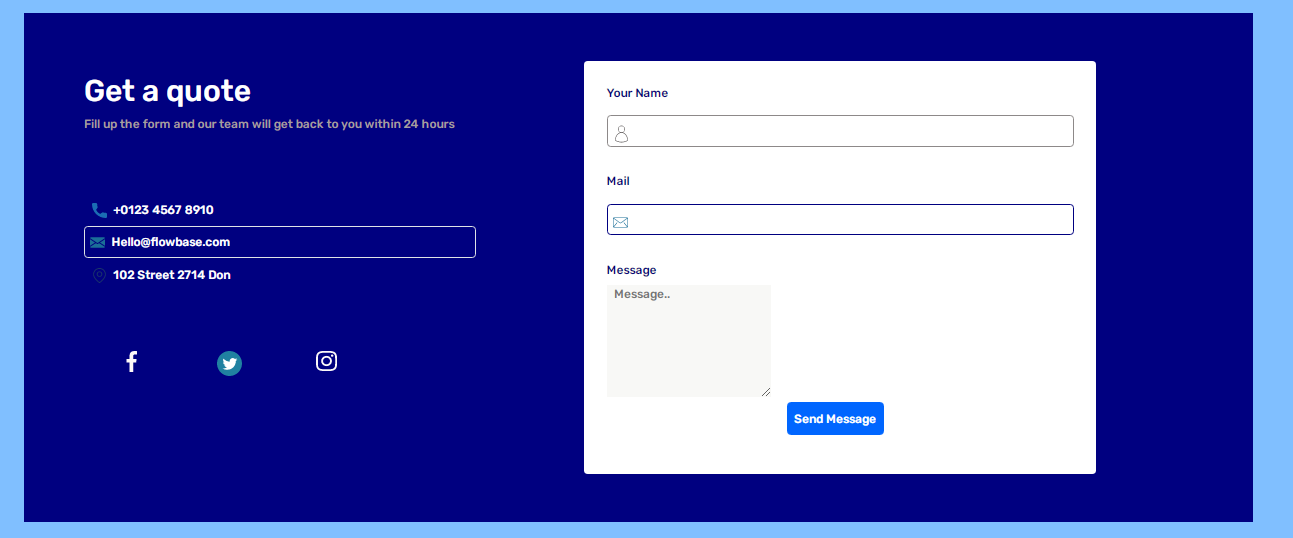 Get a quote
Fill up the form and our team will get back to you within 24 hours
+0123 4567 8910
Hello@flowbase.com
102 Street 2714 Don
Your Name
Mail
Message
Message..
Send Message